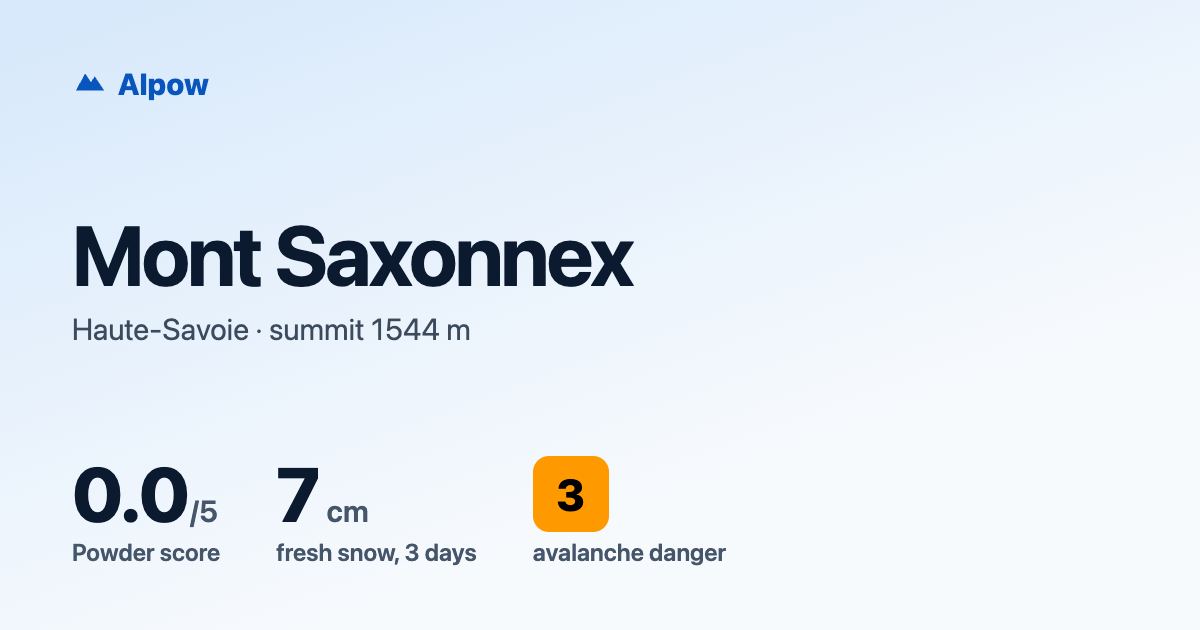 Alpow
Mont Saxonnex
Haute-Savoie · summit 1544 m
0.0/5
Powder score
7 cm
fresh snow, 3 days
3
avalanche danger